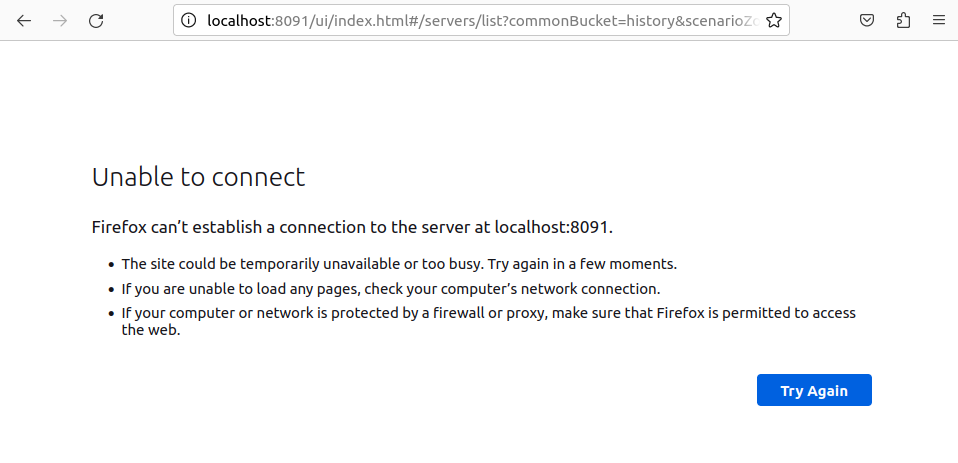 localhost:8091/ui/index.html#/servers/list?commonBucket=history&scenarioZo
Unable to connect
Firefox can’t establish a connection to the server at localhost:8091.
• The site could be temporarily unavailable or too busy. Try again in a few moments.
• If you are unable to load any pages, check your computer’s network connection.
• If your computer or network is protected by a firewall or proxy, make sure that Firefox is permitted to access
the web.
Try Again